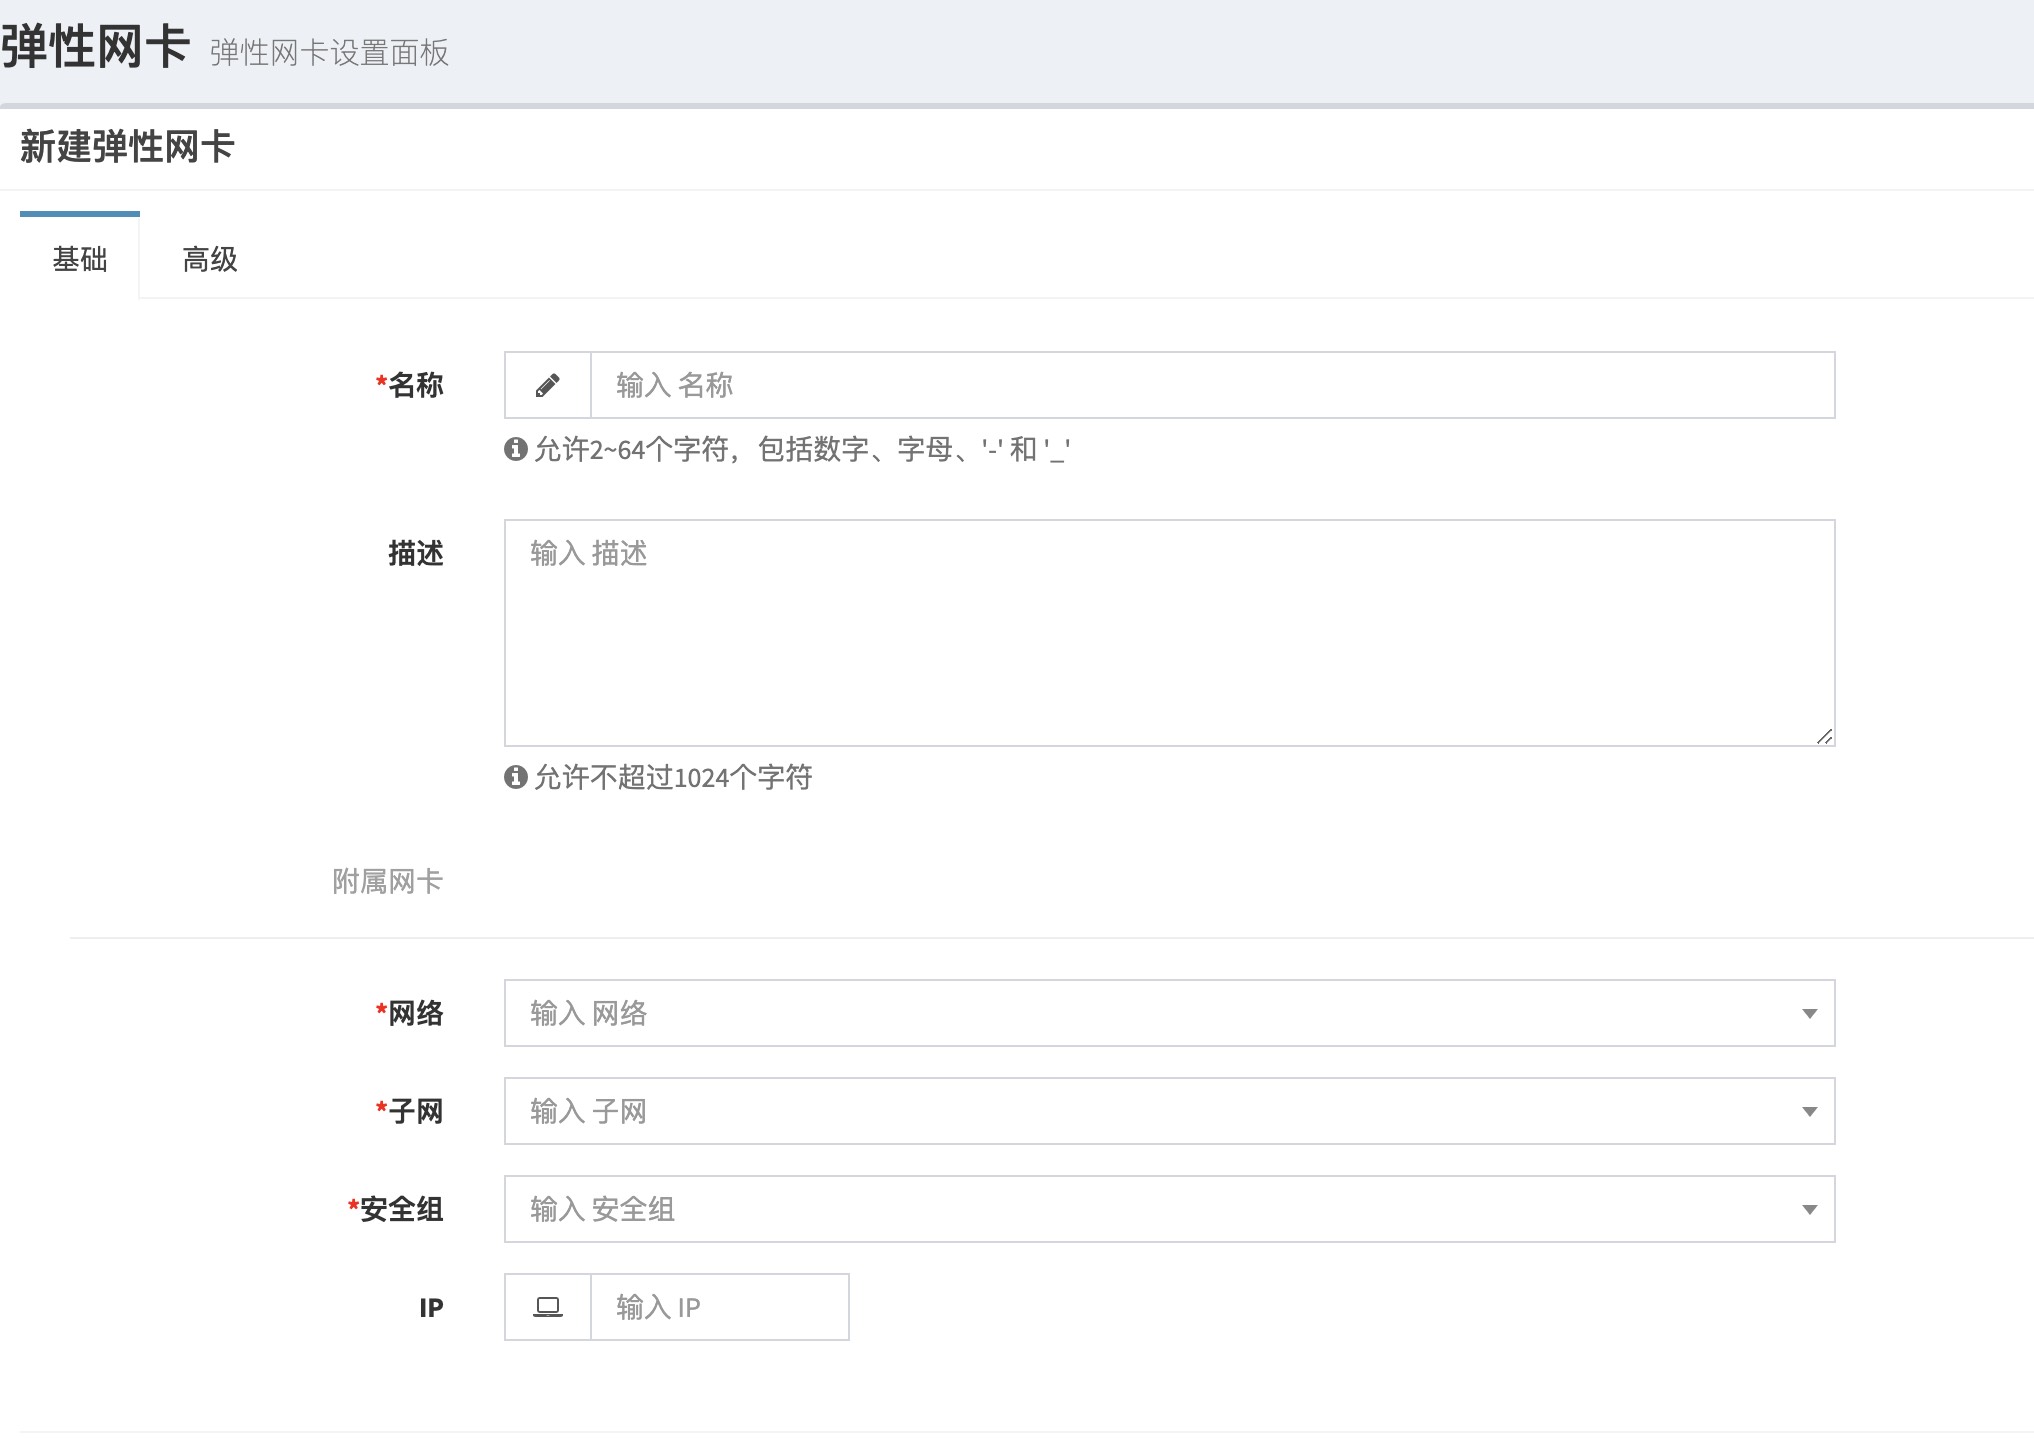 弹性网卡 弹性网卡设置面板
新建弹性网卡
基础 高级
*名称 输入 名称
允许2~64个字符，包括数字、字母、'-' 和 '_'
描述 输入 描述
允许不超过1024个字符
附属网卡
*网络 输入 网络
*子网 输入 子网
*安全组 输入 安全组
IP 输入 IP